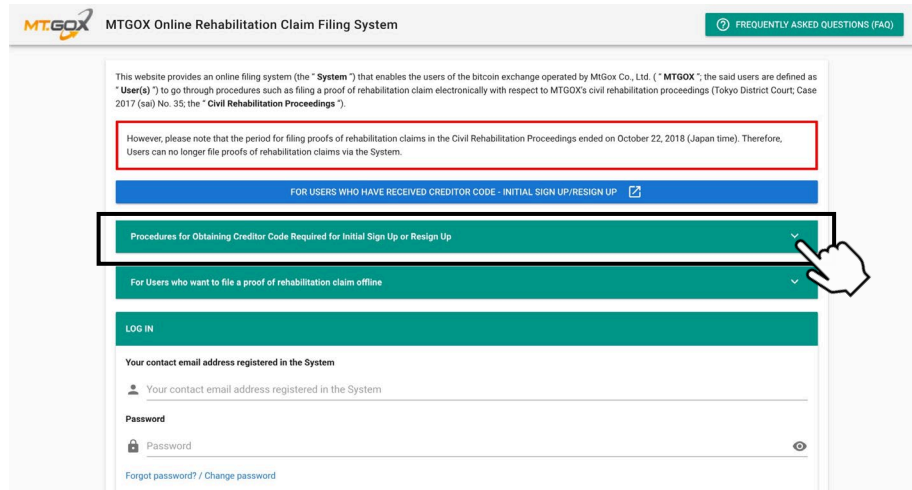 MT.GOX MTGOX Online Rehabilitation Claim Filing System
FREQUENTLY ASKED QUESTIONS (FAQ)
This website provides an online filing system (the " System ") that enables the users of the bitcoin exchange operated by MtGox Co., Ltd. ( " MTGOX "; the said users are defined as
" User(s) ") to go through procedures such as filing a proof of rehabilitation claim electronically with respect to MTGOX's civil rehabilitation proceedings (Tokyo District Court; Case
2017 (sai) No. 35; the " Civil Rehabilitation Proceedings ").
However, please note that the period for filing proofs of rehabilitation claims in the Civil Rehabilitation Proceedings ended on October 22, 2018 (Japan time). Therefore,
Users can no longer file proofs of rehabilitation claims via the System.
FOR USERS WHO HAVE RECEIVED CREDITOR CODE - INITIAL SIGN UP/RESIGN UP
Procedures for Obtaining Creditor Code Required for Initial Sign Up or Resign Up
For Users who want to file a proof of rehabilitation claim offline
LOG IN
Your contact email address registered in the System
Your contact email address registered in the System
Password
Password
Forgot password? / Change password